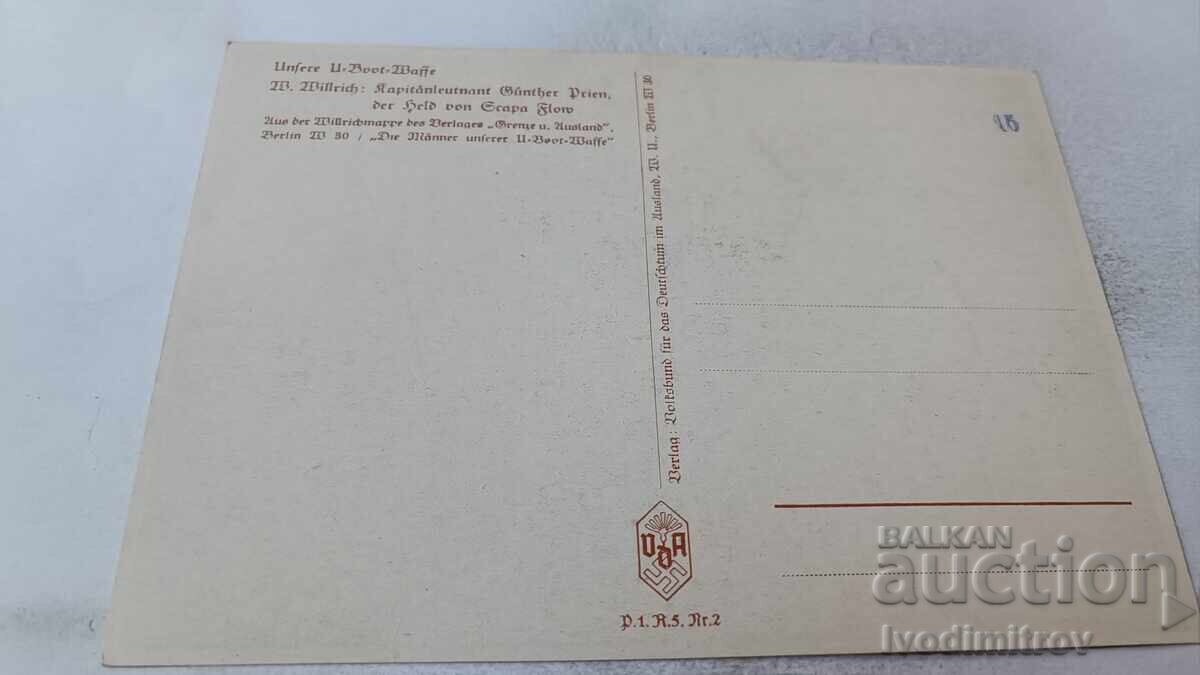 Unsere U-Boot-Waffe
W. Willrich: Kapitänleutnant Günther Prien,
der Held von Scapa Flow
Aus der Willrichmappe des Verlages „Grenze u. Ausland",
Berlin W 30 / „Die Männer unserer U-Boot-Waffe"
Verlag: Volksbund für das Deutschtum im Ausland, W. U., Berlin W 30
VDA
P.1.R.5. Nr.2
BALKAN
auction
Ivodimitrov